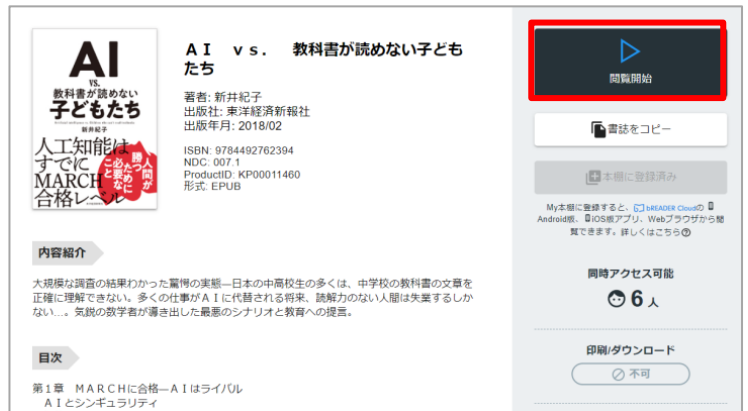 AI
VS.
教科書が読めない
子どもたち
新井紀子
人工知能は
すでに
MARCH
合格レベル
人間が
勝つために
必要な
こと
ＡＩ　ｖｓ．　教科書が読めない子ども
たち
著者: 新井紀子
出版社: 東洋経済新報社
出版年月: 2018/02
ISBN: 9784492762394
NDC: 007.1
ProductID: KP00011460
形式: EPUB
内容紹介
大規模な調査の結果わかった驚愕の実態―日本の中高校生の多くは、中学校の教科書の文章を
正確に理解できない。多くの仕事がＡＩに代替される将来、読解力のない人間は失業するしか
ない…。気鋭の数学者が導き出した最悪のシナリオと教育への提言。
目次
第1章　ＭＡＲＣＨに合格―ＡＩはライバル
ＡＩとシンギュラリティ
閲覧開始
書誌をコピー
本棚に登録済み
My本棚に登録すると、bREADER Cloudの
Android版、iOS版アプリ、Webブラウザから閲
覧できます。詳しくはこちら
同時アクセス可能
6 人
印刷/ダウンロード
不可